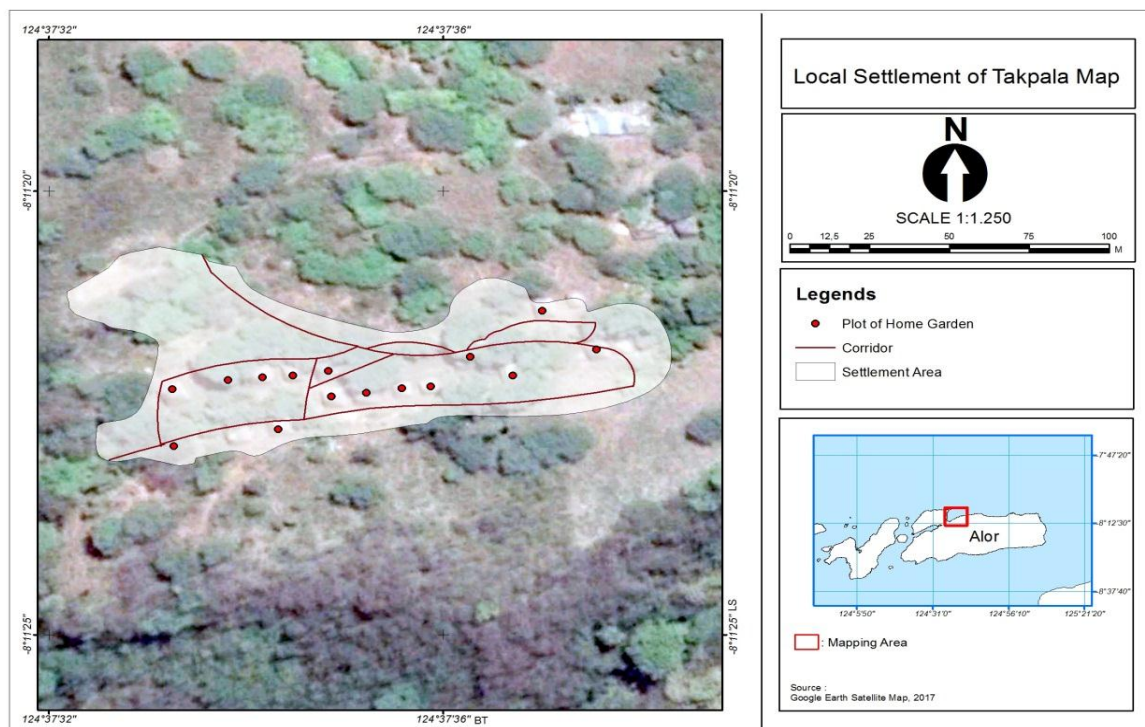 124°37'32"
124°37'36"
-8°11'20"
-8°11'20"
-8°11'25"
-8°11'25" LS
124°37'32"
124°37'36" BT
Local Settlement of Takpala Map
N
SCALE 1:1.250
0 12,5 25 50 75 100
M
Legends
Plot of Home Garden
Corridor
Settlement Area
-7°47'20"
-8°12'30"
Alor
-8°37'40"
124°5'50" 124°31'0" 124°56'10" 125°21'20"
: Mapping Area
Source :
Google Earth Satellite Map, 2017